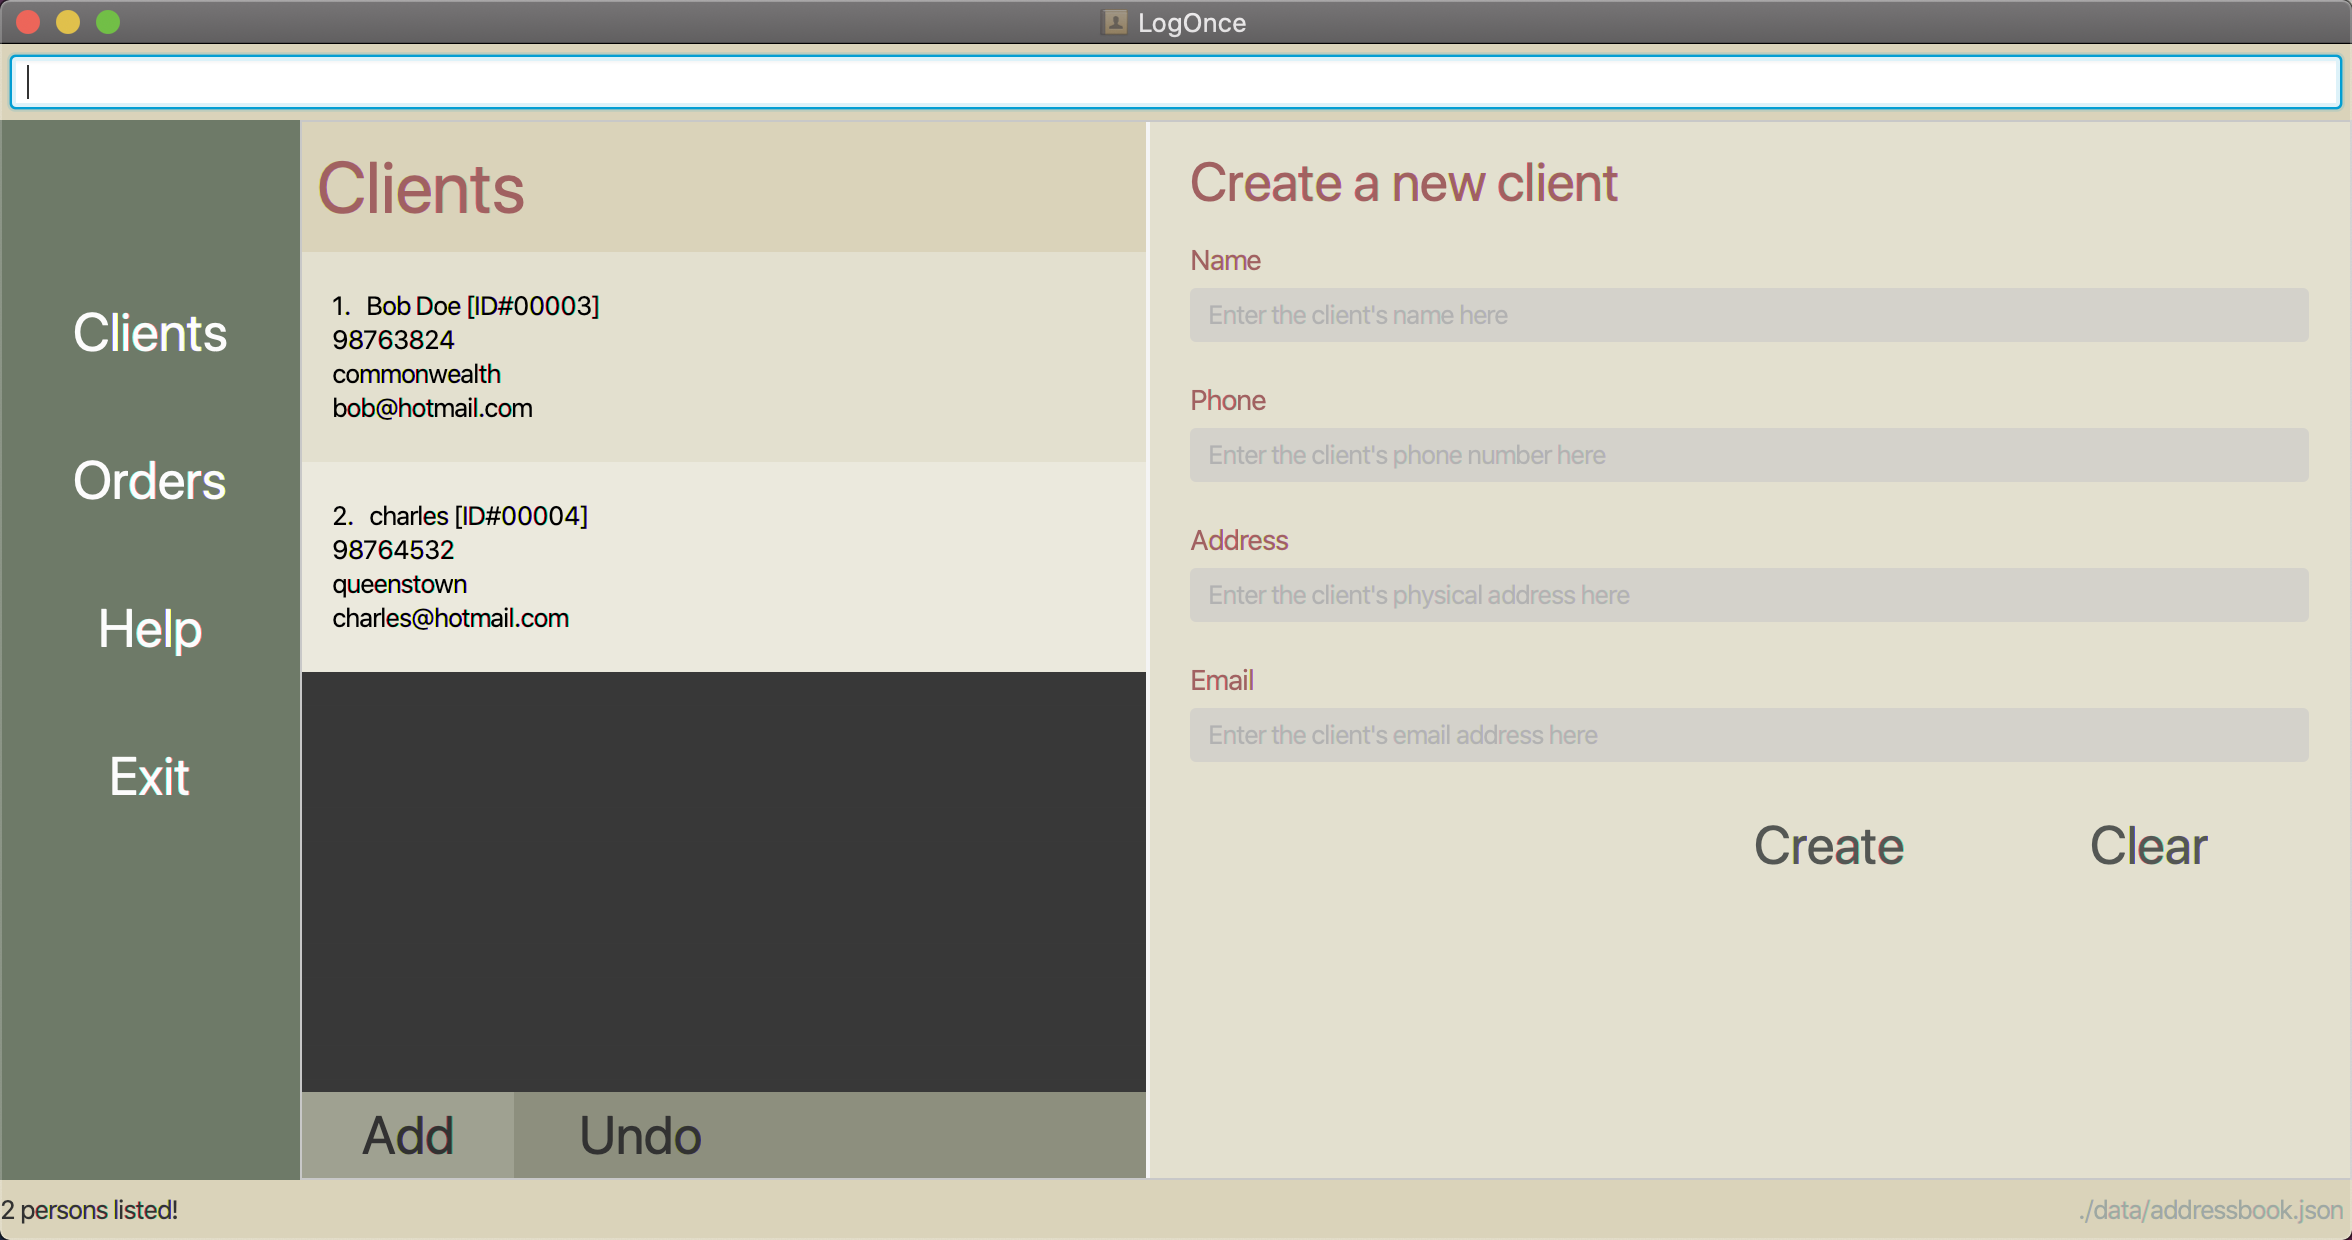 LogOnce
Clients
Orders
Help
Exit
Clients
1. Bob Doe [ID#00003]
98763824
commonwealth
bob@hotmail.com
2. charles [ID#00004]
98764532
queenstown
charles@hotmail.com
Add
Undo
Create a new client
Name
Enter the client's name here
Phone
Enter the client's phone number here
Address
Enter the client's physical address here
Email
Enter the client's email address here
Create
Clear
2 persons listed!
./data/addressbook.json